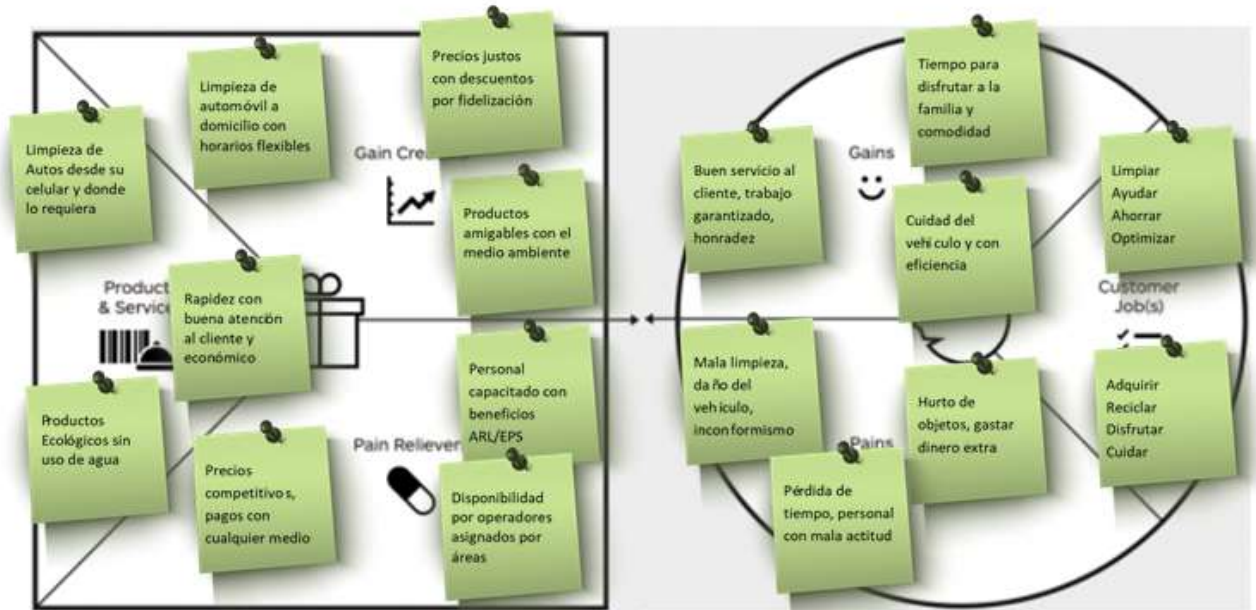 Limpieza de
Autos desde su
celular y donde
lo requiera
Limpieza de
automóvil a
domicilio con
horarios flexibles
Precios justos
con descuentos
por fidelización
Gain Cre
Productos
amigables con el
medio ambiente
Product
& Service
Rapidez con
buena atención
al cliente y
económico
Productos
Ecológicos sin
uso de agua
Precios
competitivos,
pagos con
cualquier medio
Pain Reliever
Personal
capacitado con
beneficios
ARL/EPS
Disponibilidad
por operadores
asignados por
áreas
Tiempo para
disfrutar a la
familia y
comodidad
Gains
Buen servicio al
cliente, trabajo
garantizado,
honradez
Cuidad del
vehículo y con
eficiencia
Limpiar
Ayudar
Ahorrar
Optimizar
Customer
Job(s)
Mala limpieza,
daño del
vehículo,
inconformismo
Pains
Hurto de
objetos, gastar
dinero extra
Pérdida de
tiempo, personal
con mala actitud
Adquirir
Reciclar
Disfrutar
Cuidar